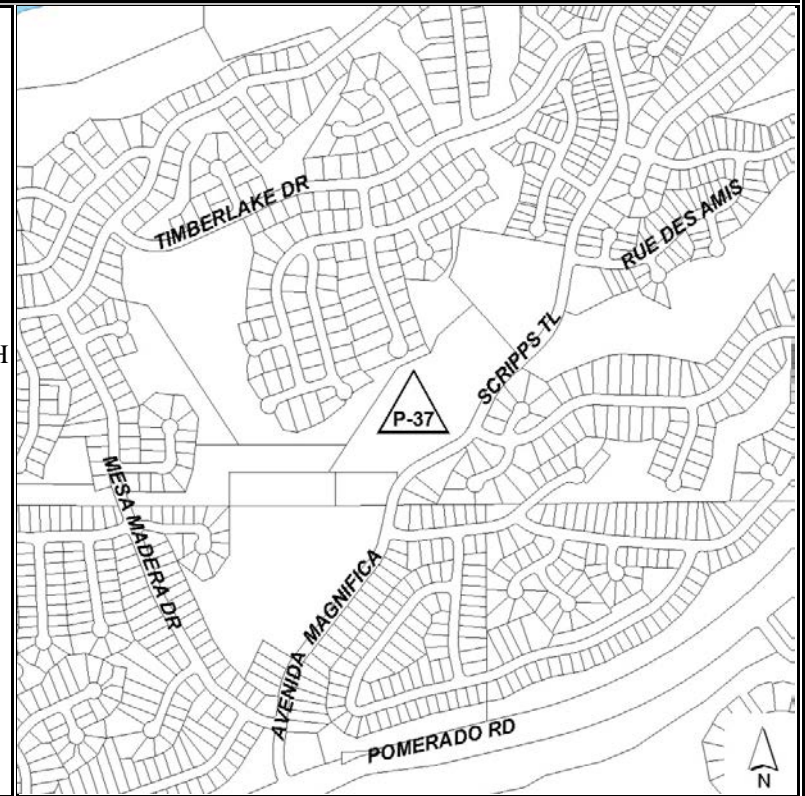 TIMBERLAKE DR
RUE DES AMIS
SCRIPPS TL
H
P-37
MESA MADERA DR
AVENIDA MAGNIFICA
POMERADO RD
N